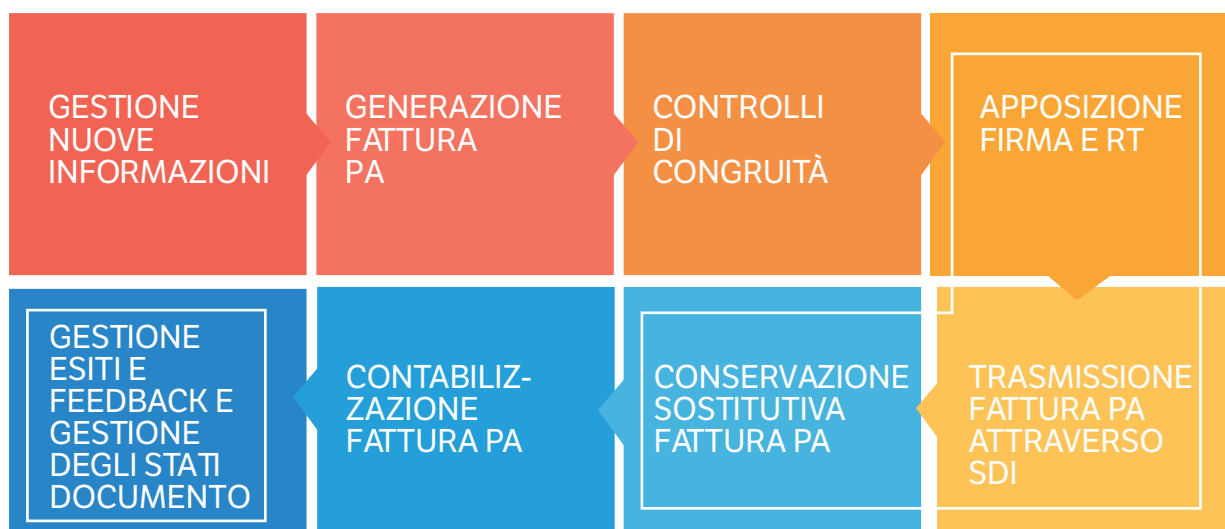 GESTIONE
NUOVE
INFORMAZIONI
GENERAZIONE
FATTURA
PA
CONTROLLI
DI
CONGRUITÀ
APPOSIZIONE
FIRMA E RT
GESTIONE
ESITI E
FEEDBACK E
GESTIONE
DEGLI STATI
DOCUMENTO
CONTABILIZ-
ZAZIONE
FATTURA PA
CONSERVAZIONE
SOSTITUTIVA
FATTURA PA
TRASMISSIONE
FATTURA PA
ATTRAVERSO
SDI